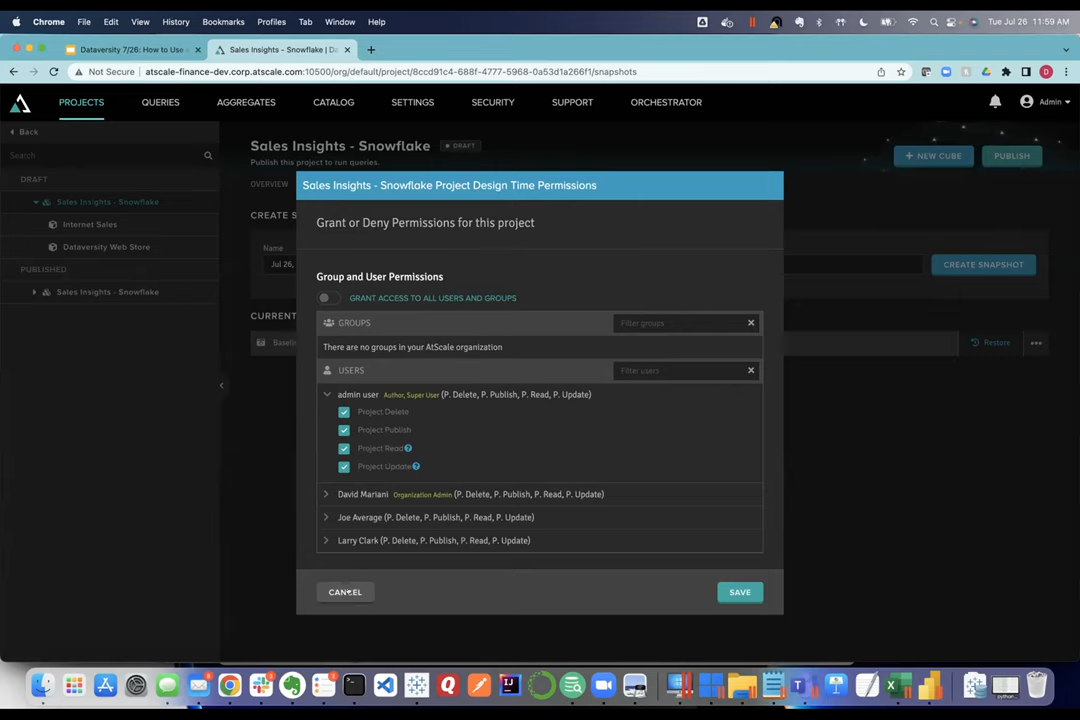 Chrome File Edit View History Bookmarks Profiles Tab Window Help Tue Jul 26 11:59 AM
Dataversity 7/26: How to Use
Sales Insights - Snowflake | Da
Not Secure atscale-finance-dev.corp.atscale.com:10500/org/default/project/8ccd91c4-688f-4777-5968-0a53d1a266f1/snapshots
PROJECTS QUERIES AGGREGATES CATALOG SETTINGS SECURITY SUPPORT ORCHESTRATOR Admin
Back
Search
DRAFT
Sales Insights - Snowflake
Internet Sales
Dataversity Web Store
PUBLISHED
Sales Insights - Snowflake
Sales Insights - Snowflake DRAFT
Publish this project to run queries.
+ NEW CUBE PUBLISH
OVERVIEW
CREATE S
Name
Jul 26,
CREATE SNAPSHOT
CURRENT
Baselin
Restore
Sales Insights - Snowflake Project Design Time Permissions
Grant or Deny Permissions for this project
Group and User Permissions
GRANT ACCESS TO ALL USERS AND GROUPS
GROUPS Filter groups
There are no groups in your AtScale organization
USERS Filter users
admin user Author, Super User (P. Delete, P. Publish, P. Read, P. Update)
Project Delete
Project Publish
Project Read
Project Update
David Mariani Organization Admin (P. Delete, P. Publish, P. Read, P. Update)
Joe Average (P. Delete, P. Publish, P. Read, P. Update)
Larry Clark (P. Delete, P. Publish, P. Read, P. Update)
CANCEL SAVE